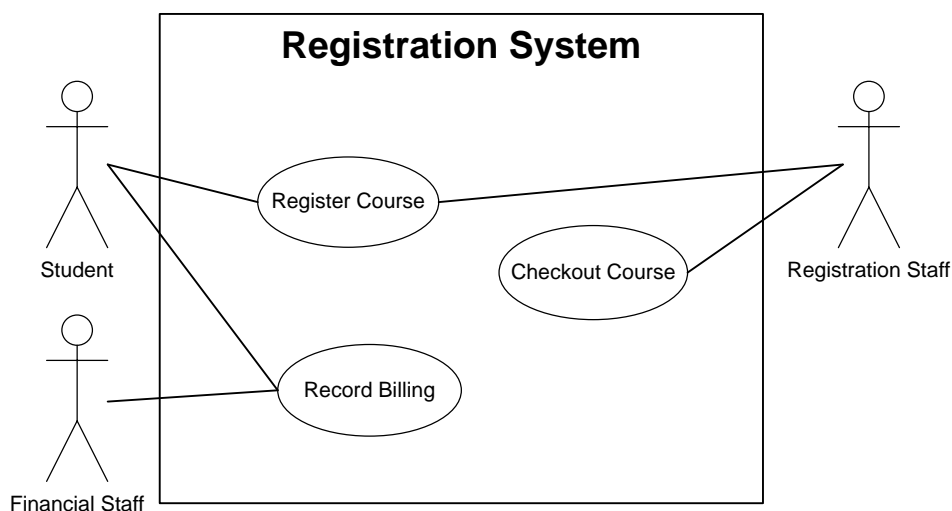 Registration System
Register Course
Student
Checkout Course
Registration Staff
Record Billing
Financial Staff